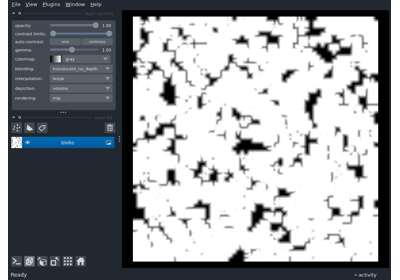 File View Plugins Window Help
opacity: 1.00
contrast limits:
auto-contrast: once continuous
gamma: 1.00
colormap: gray
blending: translucent_no_depth
interpolation: linear
depiction: volume
rendering: mip
blobs
Ready
activity